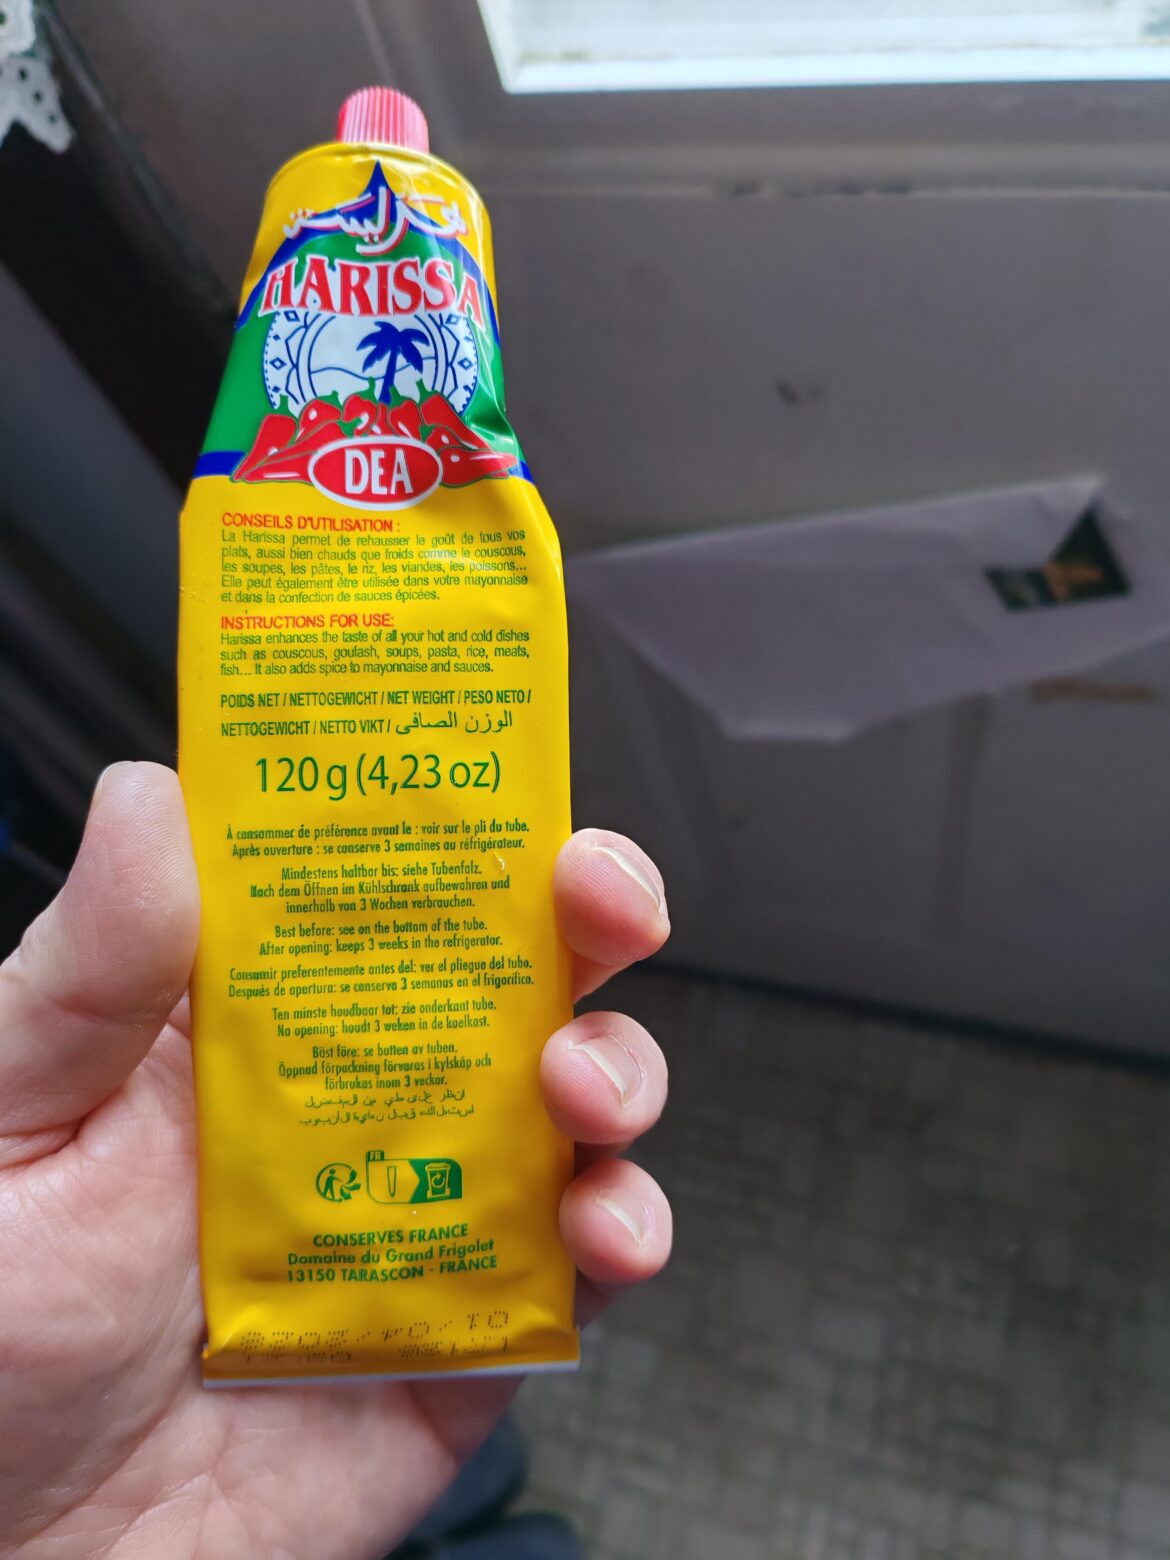 هريسة
HARISSA
DEA
CONSEILS D'UTILISATION :
La Harissa permet de rehausser le goût de tous vos
plats, aussi bien chauds que froids comme le couscous,
les soupes, les pâtes, le riz, les viandes, les poissons...
Elle peut également être utilisée dans votre mayonnaise
et dans la confection de sauces épicées.
INSTRUCTIONS FOR USE:
Harissa enhances the taste of all your hot and cold dishes
such as couscous, goulash, soups, pasta, rice, meats,
fish... It also adds spice to mayonnaise and sauces.
POIDS NET / NETTOGEWICHT / NET WEIGHT / PESO NETO /
NETTOGEWICHT / NETTO VIKT / الوزن الصافى
120 g (4,23 oz)
À consommer de préférence avant le : voir sur le pli du tube.
Après ouverture : se conserve 3 semaines au réfrigérateur.
Mindestens haltbar bis: siehe Tubenfalz.
Nach dem Öffnen im Kühlschrank aufbewahren und
innerhalb von 3 Wochen verbrauchen.
Best before: see on the bottom of the tube.
After opening: keeps 3 weeks in the refrigerator.
Consumir preferentemente antes del: ver el pliegue del tubo.
Después de apertura: se conserva 3 semanas en el frigorífico.
Ten minste houdbaar tot: zie onderkant tube.
Na opening: houdt 3 weken in de koelkast.
Bäst före: se botten av tuben.
Öppnad förpackning förvaras i kylskåp och
förbrukas inom 3 veckor.
FR
CONSERVES FRANCE
Domaine du Grand Frigolet
13150 TARASCON - FRANCE